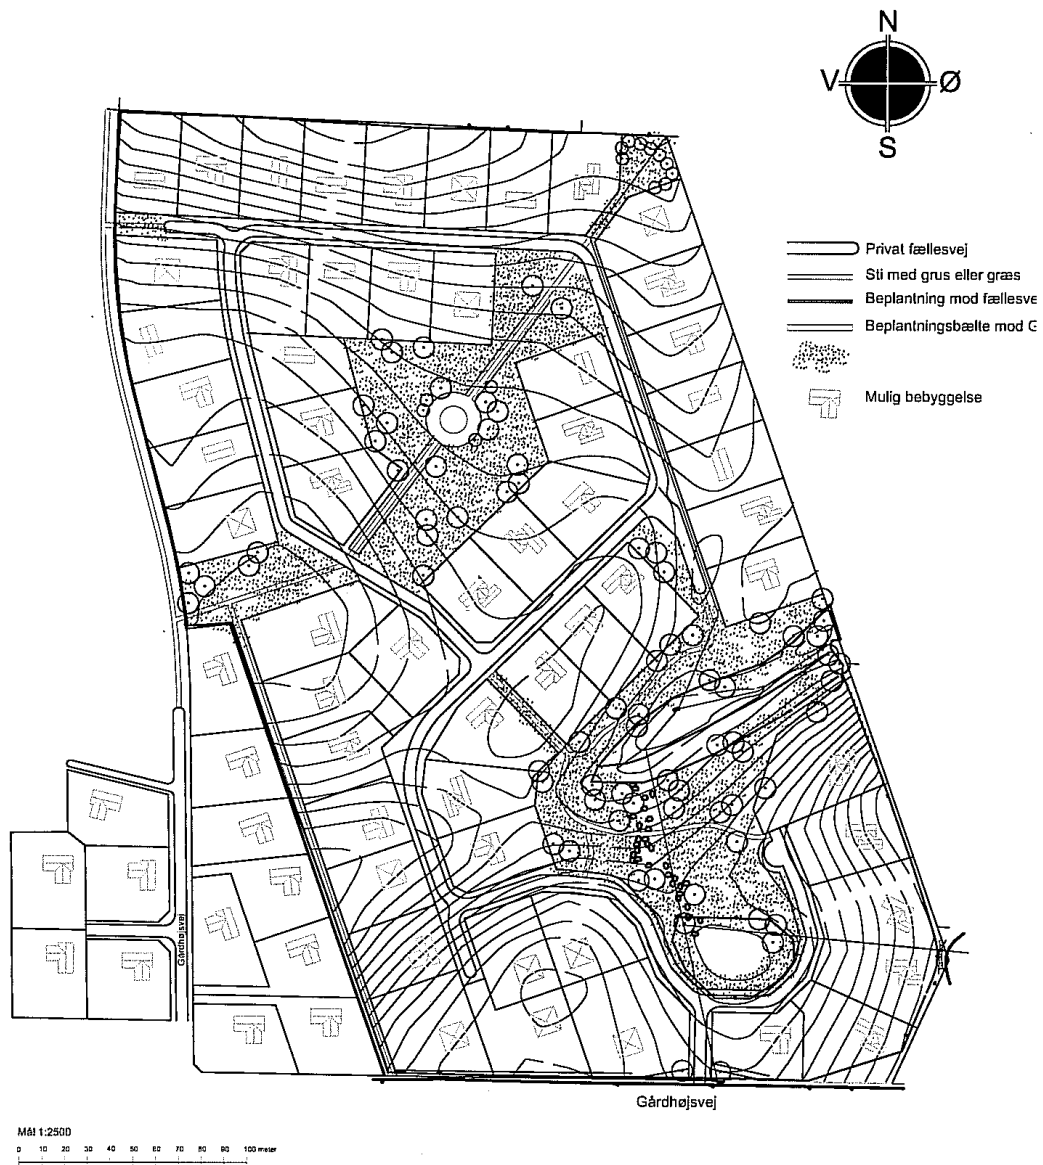 N
V Ø
S
Privat fællesvej
Sti med grus eller græs
Beplantning mod fællesve
Beplantningsbælte mod G
Mulig bebyggelse
Gårdhøjsvej
Gårdhøjsvej
Mål 1:2500
0 10 20 30 40 50 60 70 80 90 100 meter